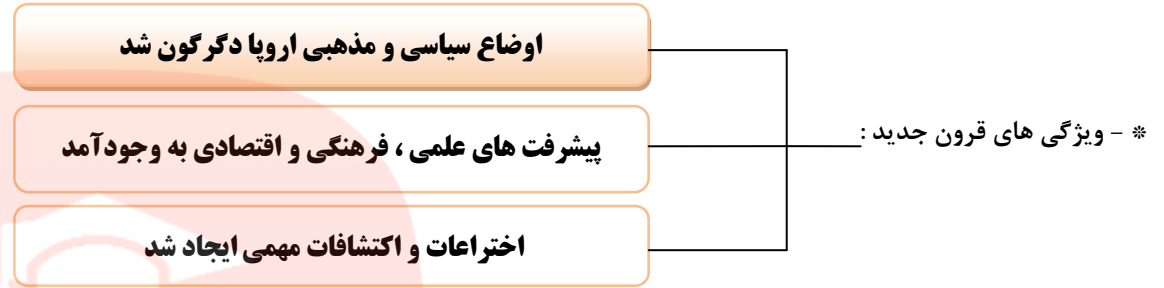 * - ویژگی های قرون جدید :
اوضاع سیاسی و مذهبی اروپا دگرگون شد
پیشرفت های علمی ، فرهنگی و اقتصادی به وجودآمد
اختراعات و اکتشافات مهمی ایجاد شد